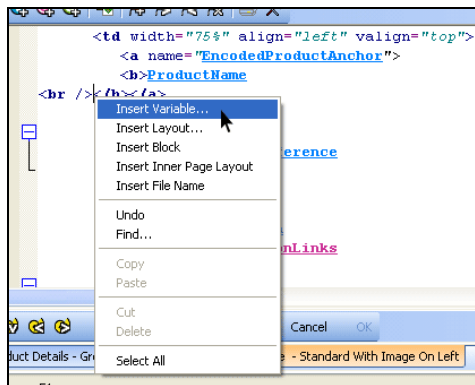 <td width="75%" align="left" valign="top">
<a name="EncodedProductAnchor">
<b>ProductName
<br /></b></a>
Insert Variable...
Insert Layout...
Insert Block
erence
Insert Inner Page Layout
Insert File Name
Undo
Find...
nLinks
Copy
Paste
Cut
Delete
Cancel OK
Select All
duct Details - Gr
- Standard With Image On Left